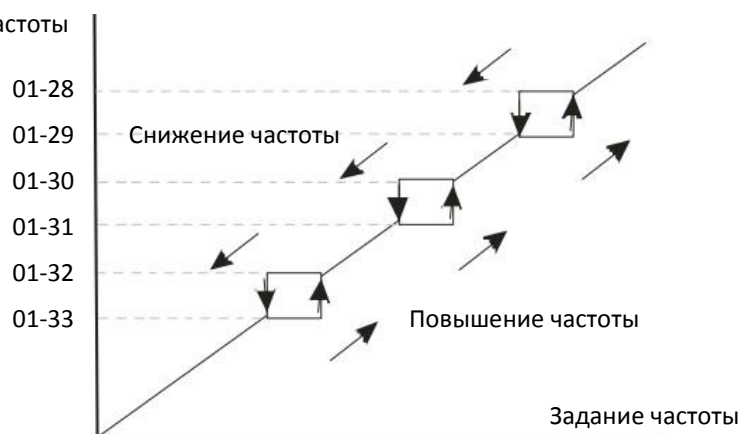 астоты
01-28
01-29
Снижение частоты
01-30
01-31
01-32
01-33
Повышение частоты
Задание частоты